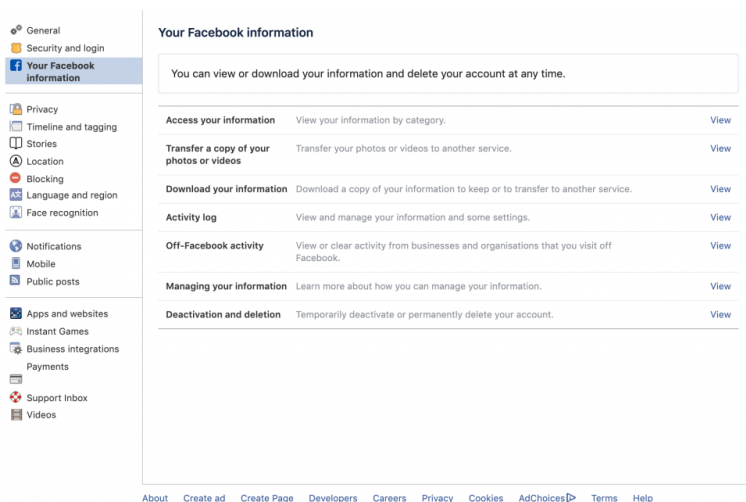 General
Security and login
Your Facebook
information
Privacy
Timeline and tagging
Stories
Location
Blocking
Language and region
Face recognition
Notifications
Mobile
Public posts
Apps and websites
Instant Games
Business integrations
Payments
Support Inbox
Videos
Your Facebook information
You can view or download your information and delete your account at any time.
Access your information View your information by category. View
Transfer a copy of your Transfer your photos or videos to another service. View
photos or videos
Download your information Download a copy of your information to keep or to transfer to another service. View
Activity log View and manage your information and some settings. View
Off-Facebook activity View or clear activity from businesses and organisations that you visit off View
Facebook.
Managing your information Learn more about how you can manage your information. View
Deactivation and deletion Temporarily deactivate or permanently delete your account. View
About Create ad Create Page Developers Careers Privacy Cookies AdChoices Terms Help